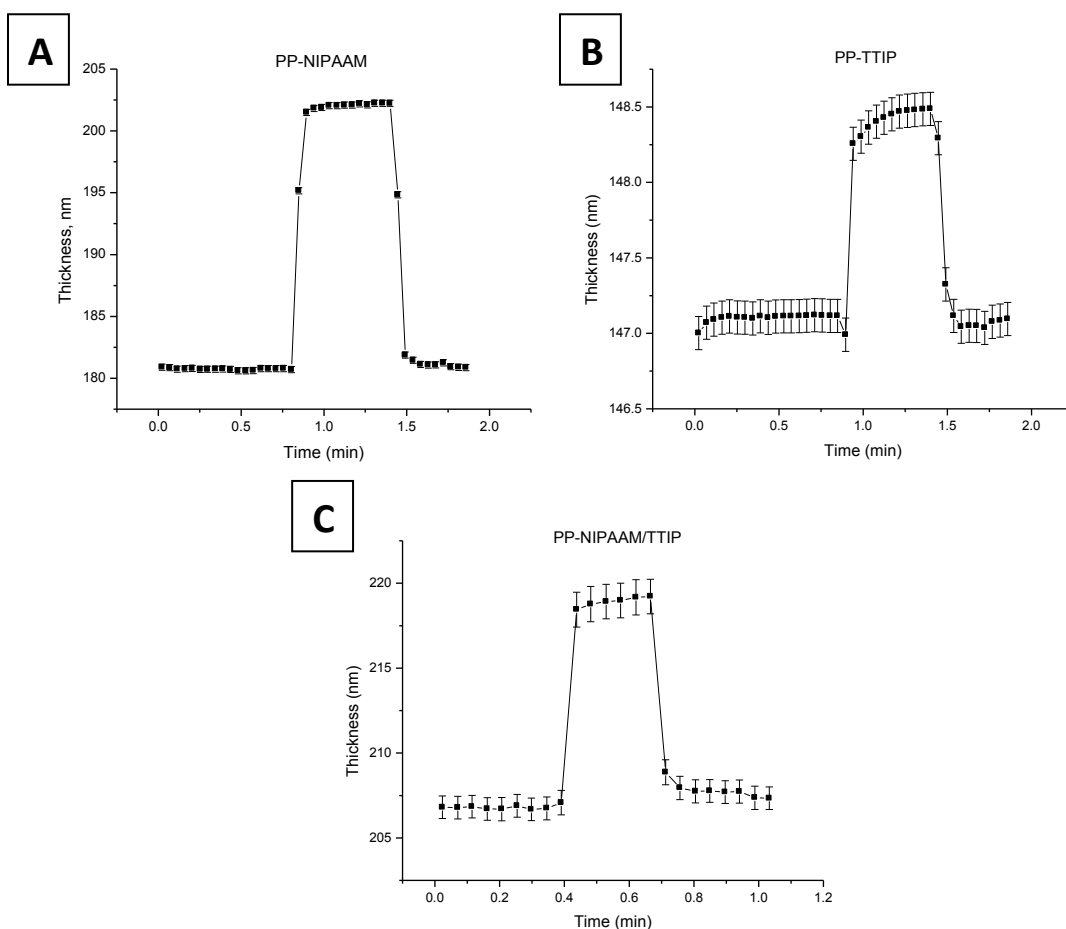 A
PP-NIPAAM
205
200
195
190
185
180
Thickness, nm
0.0 0.5 1.0 1.5 2.0
Time (min)
B
PP-TTIP
148.5
148.0
147.5
147.0
146.5
Thickness (nm)
0.0 0.5 1.0 1.5 2.0
Time (min)
C
PP-NIPAAM/TTIP
220
215
210
205
Thickness (nm)
0.0 0.2 0.4 0.6 0.8 1.0 1.2
Time (min)